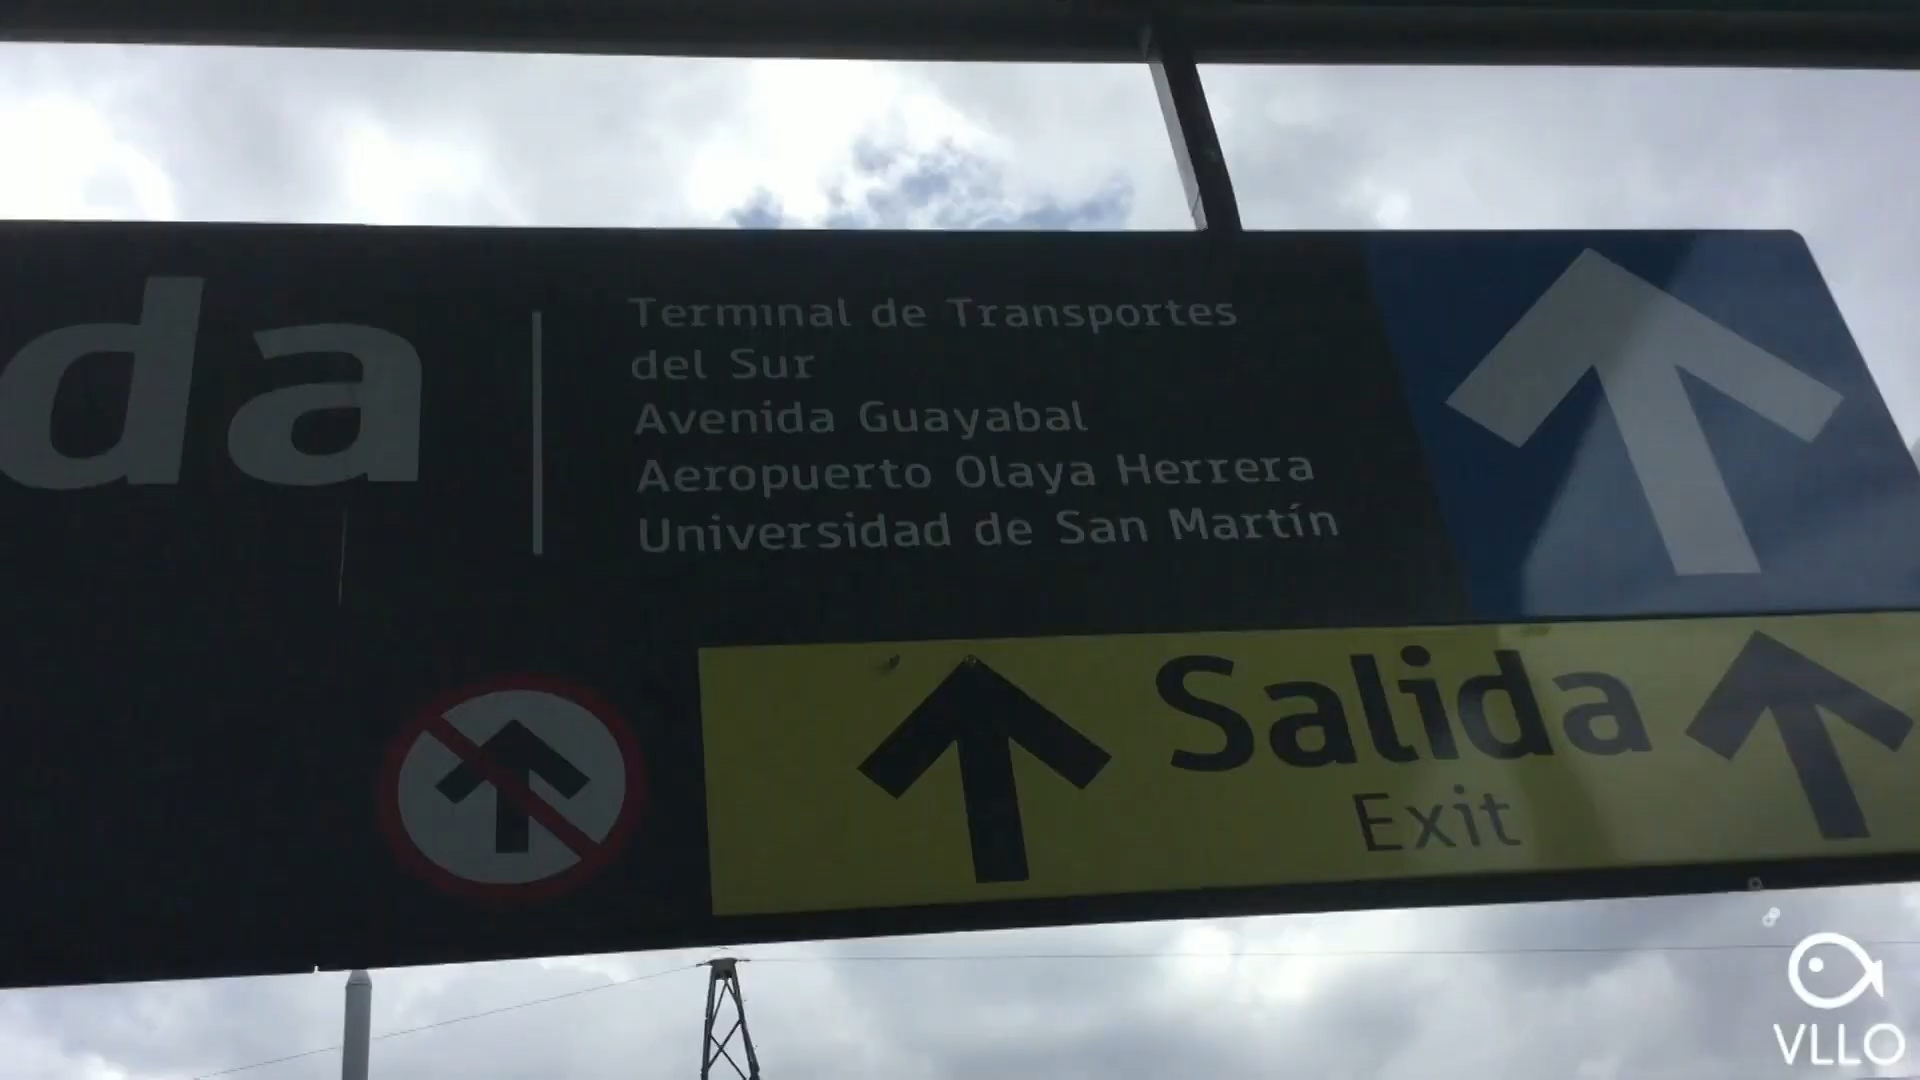 da
Terminal de Transportes
del Sur
Avenida Guayabal
Aeropuerto Olaya Herrera
Universidad de San Martín
Salida
Exit
VLLO